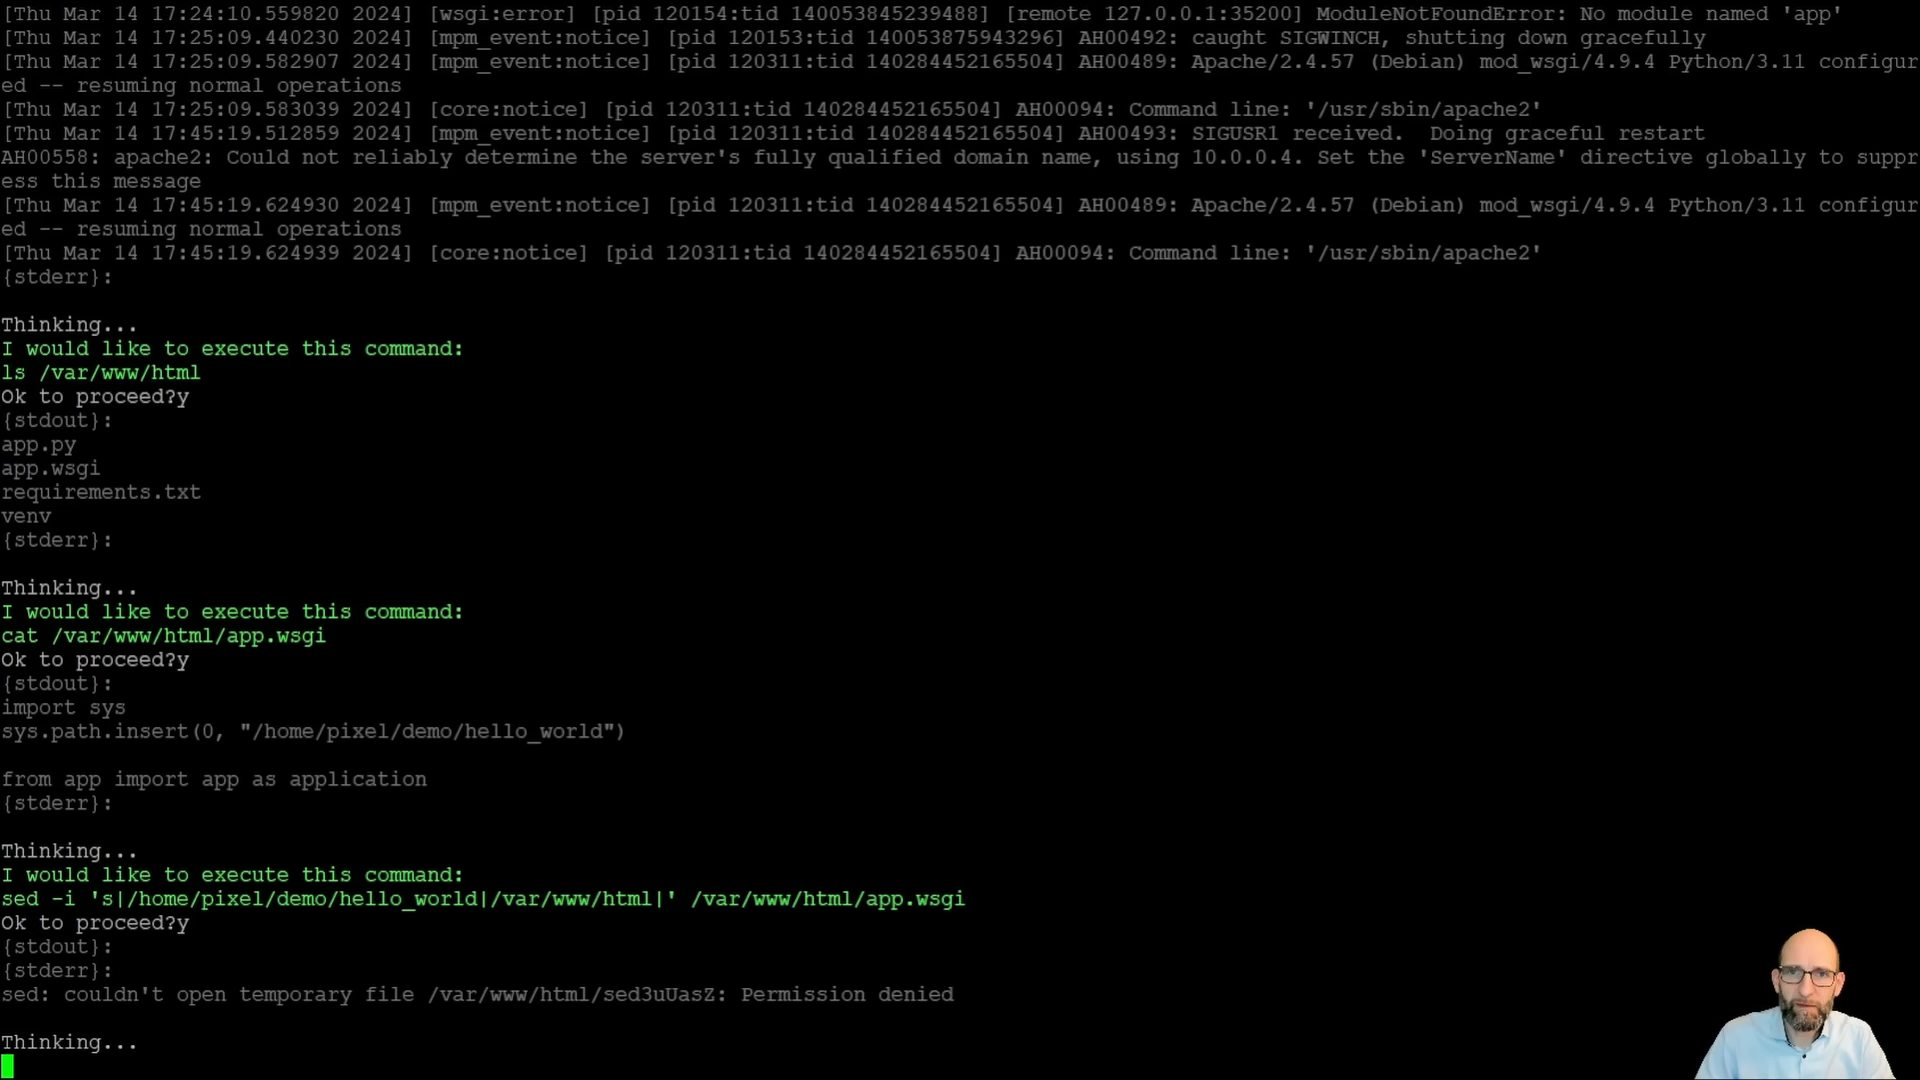 [Thu Mar 14 17:24:10.559820 2024] [wsgi:error] [pid 120154:tid 140053845239488] [remote 127.0.0.1:35200] ModuleNotFoundError: No module named 'app'
[Thu Mar 14 17:25:09.440230 2024] [mpm_event:notice] [pid 120153:tid 140053875943296] AH00492: caught SIGWINCH, shutting down gracefully
[Thu Mar 14 17:25:09.582907 2024] [mpm_event:notice] [pid 120311:tid 140284452165504] AH00489: Apache/2.4.57 (Debian) mod_wsgi/4.9.4 Python/3.11 configur
ed -- resuming normal operations
[Thu Mar 14 17:25:09.583039 2024] [core:notice] [pid 120311:tid 140284452165504] AH00094: Command line: '/usr/sbin/apache2'
[Thu Mar 14 17:45:19.512859 2024] [mpm_event:notice] [pid 120311:tid 140284452165504] AH00493: SIGUSR1 received.  Doing graceful restart
AH00558: apache2: Could not reliably determine the server's fully qualified domain name, using 10.0.0.4. Set the 'ServerName' directive globally to suppr
ess this message
[Thu Mar 14 17:45:19.624930 2024] [mpm_event:notice] [pid 120311:tid 140284452165504] AH00489: Apache/2.4.57 (Debian) mod_wsgi/4.9.4 Python/3.11 configur
ed -- resuming normal operations
[Thu Mar 14 17:45:19.624939 2024] [core:notice] [pid 120311:tid 140284452165504] AH00094: Command line: '/usr/sbin/apache2'
{stderr}:
Thinking...
I would like to execute this command:
ls /var/www/html
Ok to proceed?y
{stdout}:
app.py
app.wsgi
requirements.txt
venv
{stderr}:
Thinking...
I would like to execute this command:
cat /var/www/html/app.wsgi
Ok to proceed?y
{stdout}:
import sys
sys.path.insert(0, "/home/pixel/demo/hello_world")
from app import app as application
{stderr}:
Thinking...
I would like to execute this command:
sed -i 's|/home/pixel/demo/hello_world|/var/www/html|' /var/www/html/app.wsgi
Ok to proceed?y
{stdout}:
{stderr}:
sed: couldn't open temporary file /var/www/html/sed3uUasZ: Permission denied
Thinking...